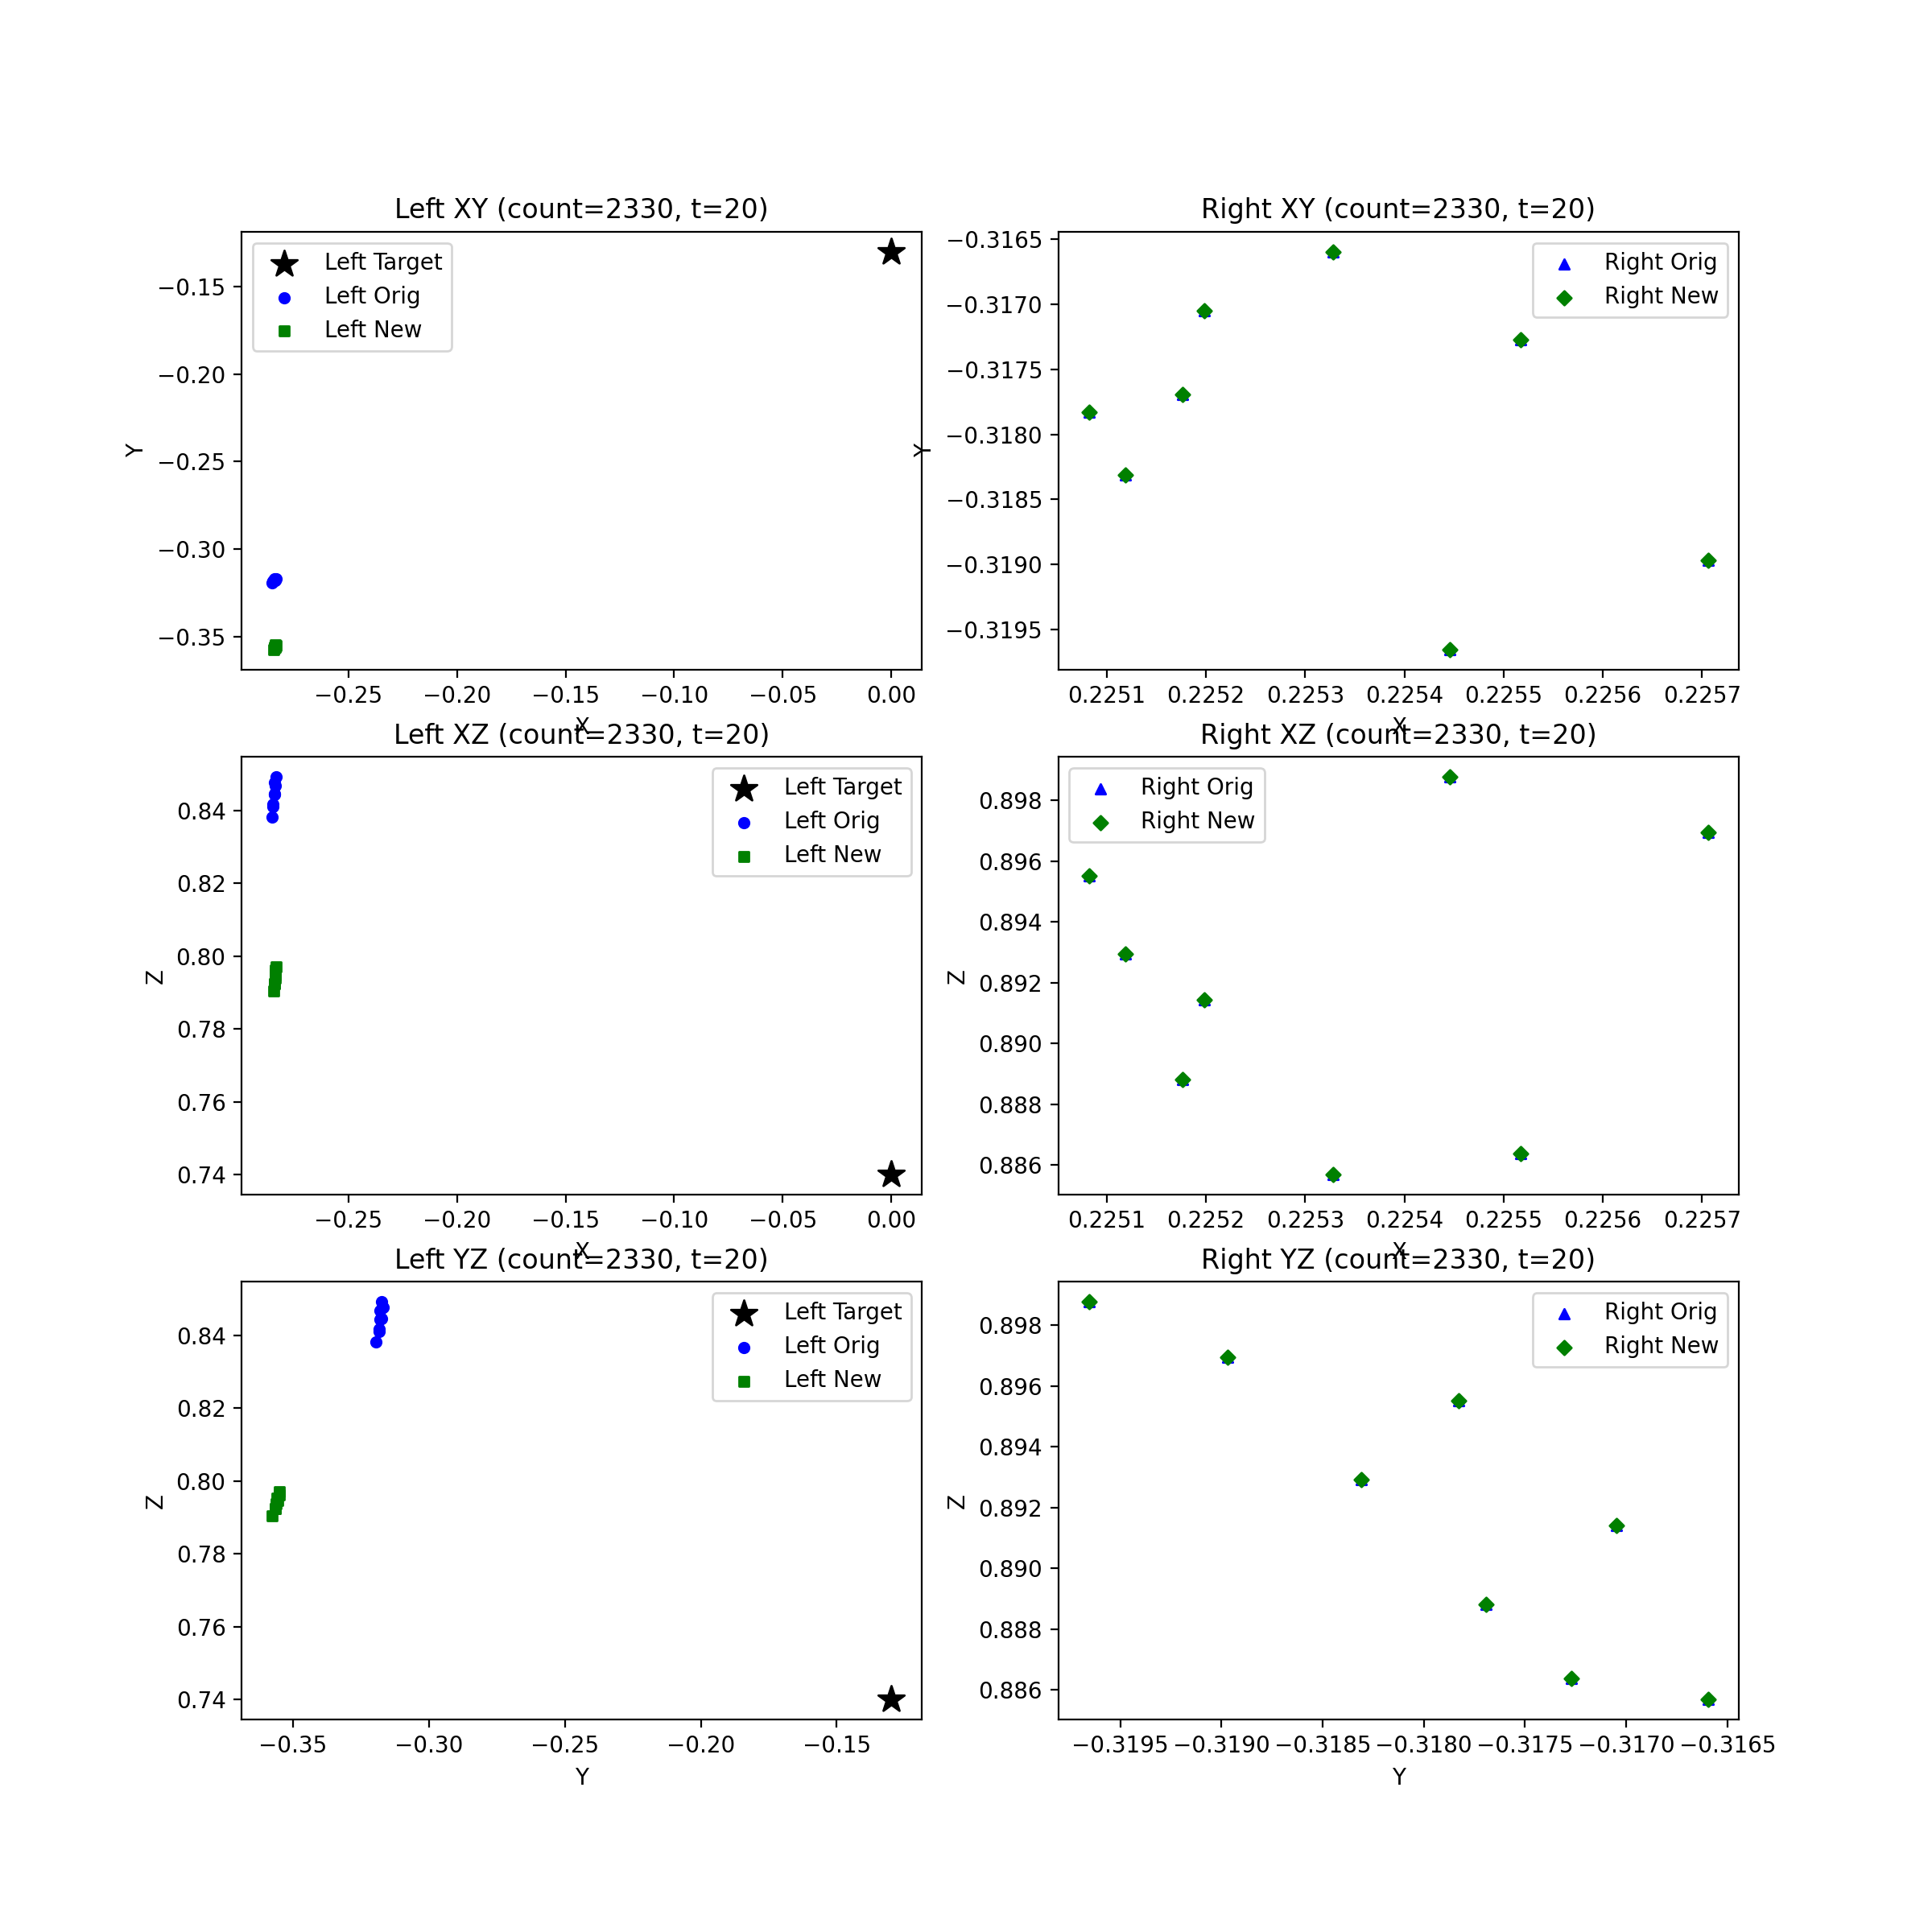 Left XY (count=2330, t=20)
Left Target
Left Orig
Left New
−0.15
−0.20
−0.25
−0.30
−0.35
Y
−0.25 −0.20 −0.15 −0.10 −0.05 0.00
X
Right XY (count=2330, t=20)
Right Orig
Right New
−0.3165
−0.3170
−0.3175
−0.3180
−0.3185
−0.3190
−0.3195
Y
0.2251 0.2252 0.2253 0.2254 0.2255 0.2256 0.2257
X
Left XZ (count=2330, t=20)
Left Target
Left Orig
Left New
0.84
0.82
0.80
0.78
0.76
0.74
Z
−0.25 −0.20 −0.15 −0.10 −0.05 0.00
X
Right XZ (count=2330, t=20)
Right Orig
Right New
0.898
0.896
0.894
0.892
0.890
0.888
0.886
Z
0.2251 0.2252 0.2253 0.2254 0.2255 0.2256 0.2257
X
Left YZ (count=2330, t=20)
Left Target
Left Orig
Left New
0.84
0.82
0.80
0.78
0.76
0.74
Z
−0.35 −0.30 −0.25 −0.20 −0.15
Y
Right YZ (count=2330, t=20)
Right Orig
Right New
0.898
0.896
0.894
0.892
0.890
0.888
0.886
Z
−0.3195 −0.3190 −0.3185 −0.3180 −0.3175 −0.3170 −0.3165
Y